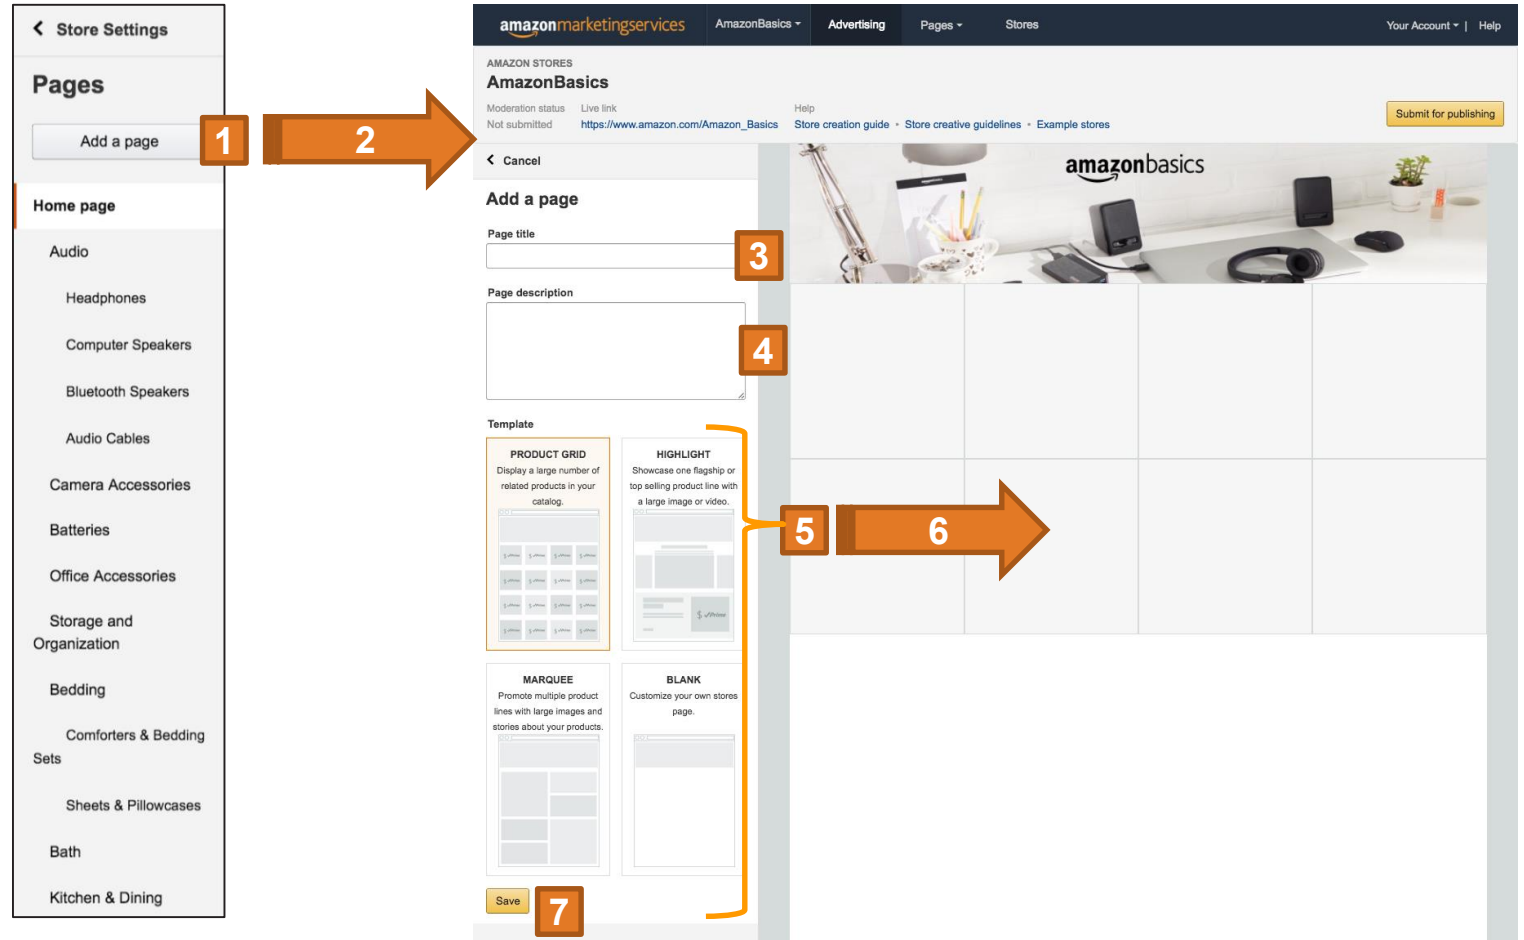 Store Settings
Pages
Add a page
1
2
Home page
Audio
Headphones
Computer Speakers
Bluetooth Speakers
Audio Cables
Camera Accessories
Batteries
Office Accessories
Storage and
Organization
Bedding
Comforters & Bedding
Sets
Sheets & Pillowcases
Bath
Kitchen & Dining
amazonmarketingservices AmazonBasics Advertising Pages Stores Your Account | Help
AMAZON STORES
AmazonBasics
Moderation status Live link Help
Not submitted https://www.amazon.com/Amazon_Basics Store creation guide • Store creative guidelines • Example stores
Submit for publishing
Cancel
amazonbasics
Add a page
Page title
3
Page description
4
Template
PRODUCT GRID
Display a large number of
related products in your
catalog.
HIGHLIGHT
Showcase one flagship or
top selling product line with
a large image or video.
5
6
$ Prime
MARQUEE
Promote multiple product
lines with large images and
stories about your products.
BLANK
Customize your own stores
page.
Save
7